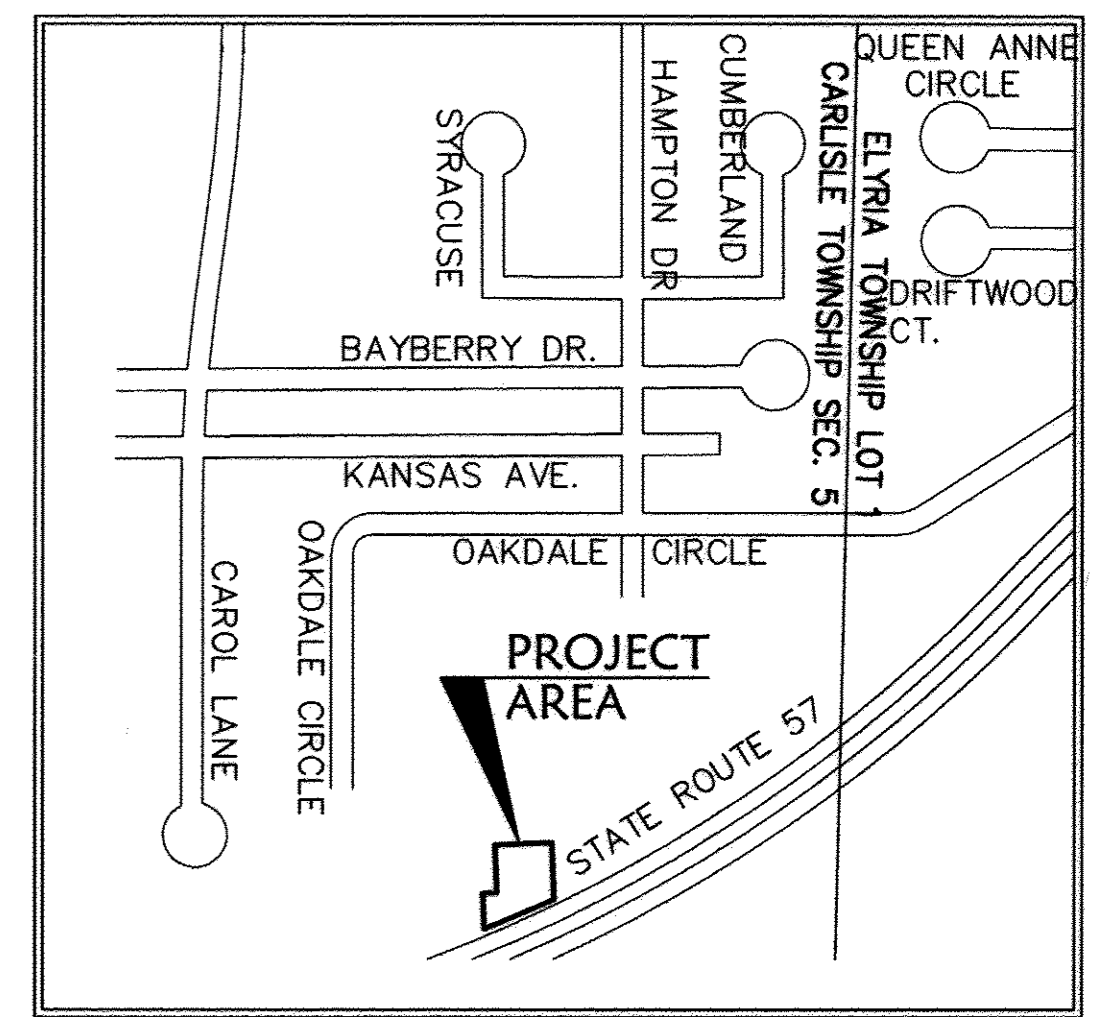 QUEEN ANNE
CIRCLE
CUMBERLAND
HAMPTON DR
SYRACUSE
CARLISLE TOWNSHIP SEC. 5
ELYRIA TOWNSHIP LOT 1
DRIFTWOOD
CT.
BAYBERRY DR.
KANSAS AVE.
OAKDALE CIRCLE
OAKDALE CIRCLE
CAROL LANE
PROJECT
AREA
STATE ROUTE 57